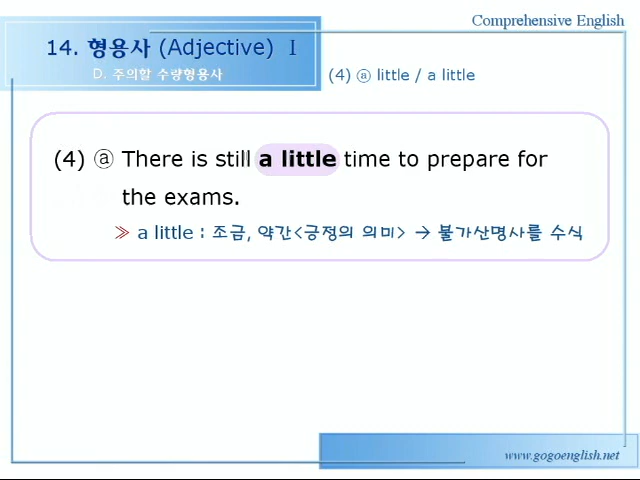 Comprehensive English
14. 형용사 (Adjective) I
D. 주의할 수량형용사
(4) ⓐ little / a little
(4) ⓐ There is still a little time to prepare for
the exams.
≫ a little : 조금, 약간<긍정의 의미> → 불가산명사를 수식
www.gogoenglish.net